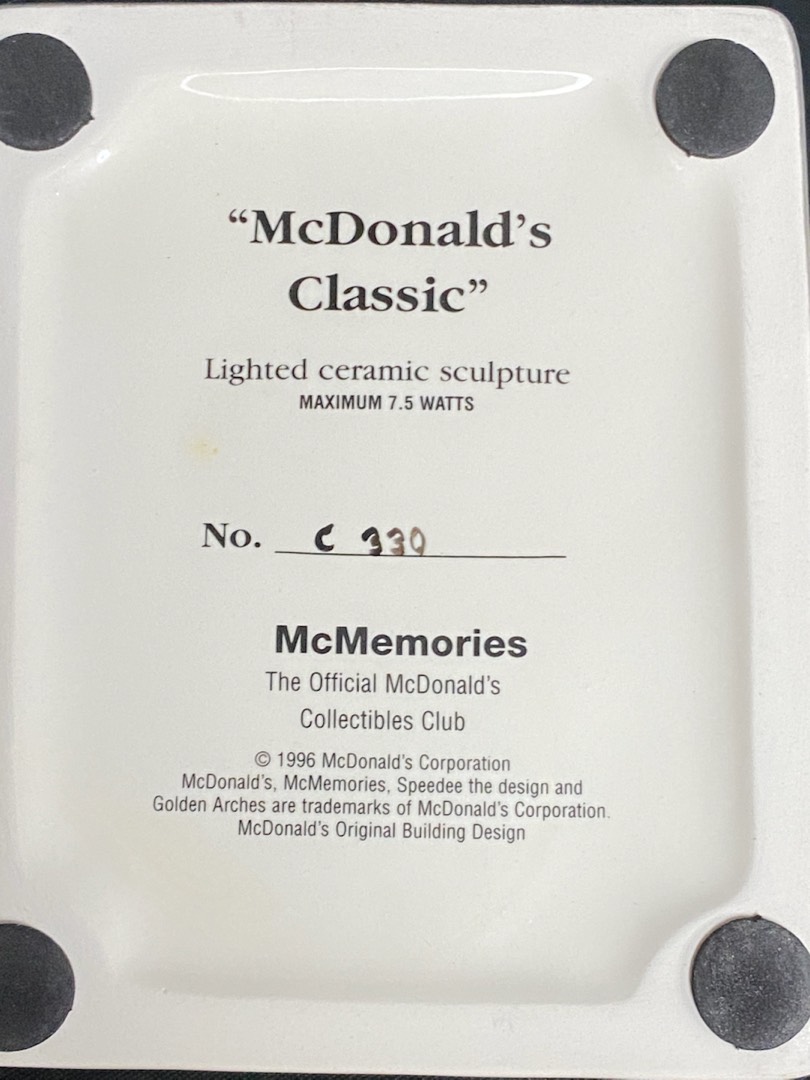 “McDonald’s
Classic”
Lighted ceramic sculpture
MAXIMUM 7.5 WATTS
No. C 330
McMemories
The Official McDonald’s
Collectibles Club
© 1996 McDonald’s Corporation
McDonald’s, McMemories, Speedee the design and
Golden Arches are trademarks of McDonald’s Corporation.
McDonald’s Original Building Design